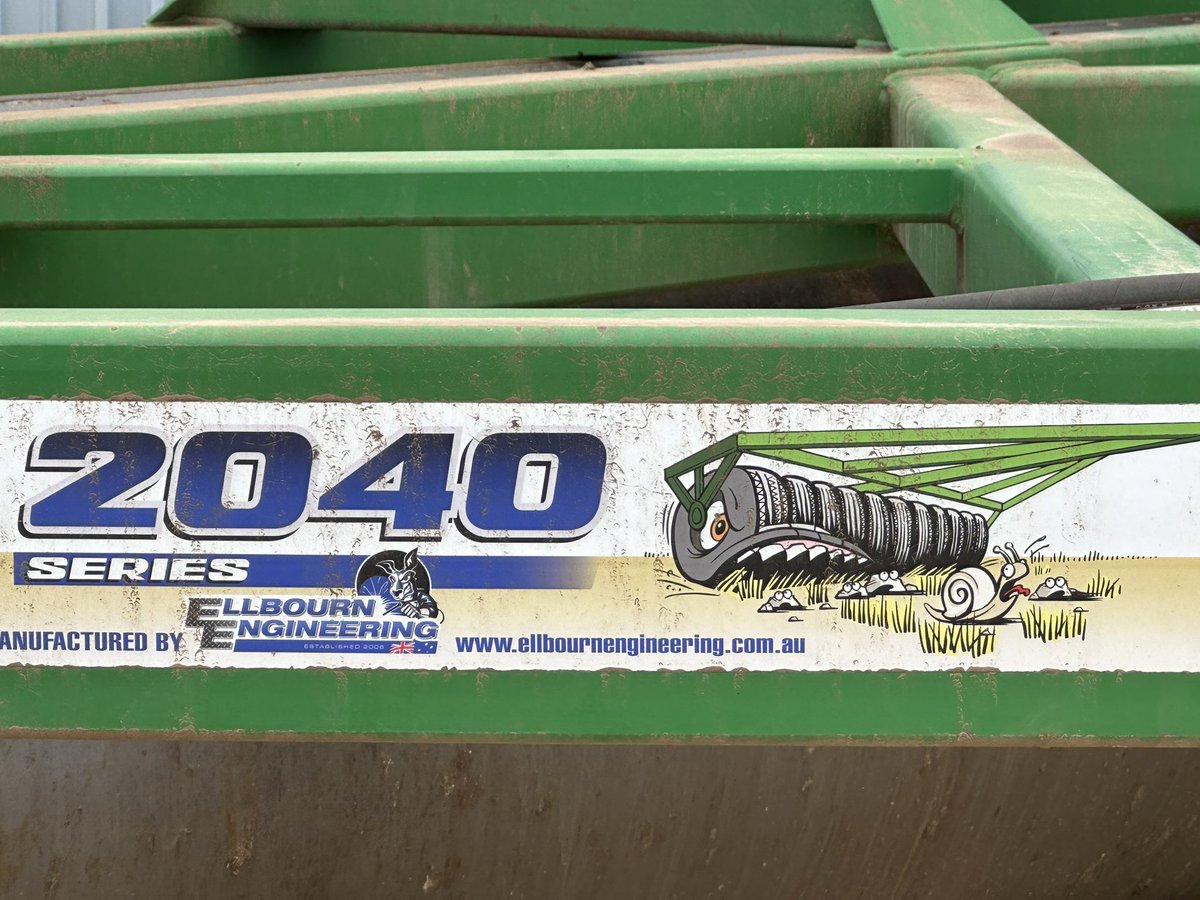 2040
SERIES
ANUFACTURED BY
ELLBOURN
ENGINEERING
ESTABLISHED 2006
www.ellbournengineering.com.au